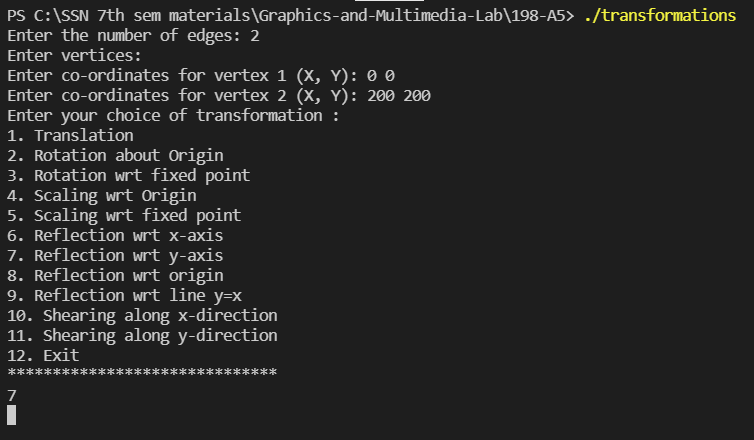 PS C:\SSN 7th sem materials\Graphics-and-Multimedia-Lab\198-A5> ./transformations
Enter the number of edges: 2
Enter vertices:
Enter co-ordinates for vertex 1 (X, Y): 0 0
Enter co-ordinates for vertex 2 (X, Y): 200 200
Enter your choice of transformation :
1. Translation
2. Rotation about Origin
3. Rotation wrt fixed point
4. Scaling wrt Origin
5. Scaling wrt fixed point
6. Reflection wrt x-axis
7. Reflection wrt y-axis
8. Reflection wrt origin
9. Reflection wrt line y=x
10. Shearing along x-direction
11. Shearing along y-direction
12. Exit
******************************
7